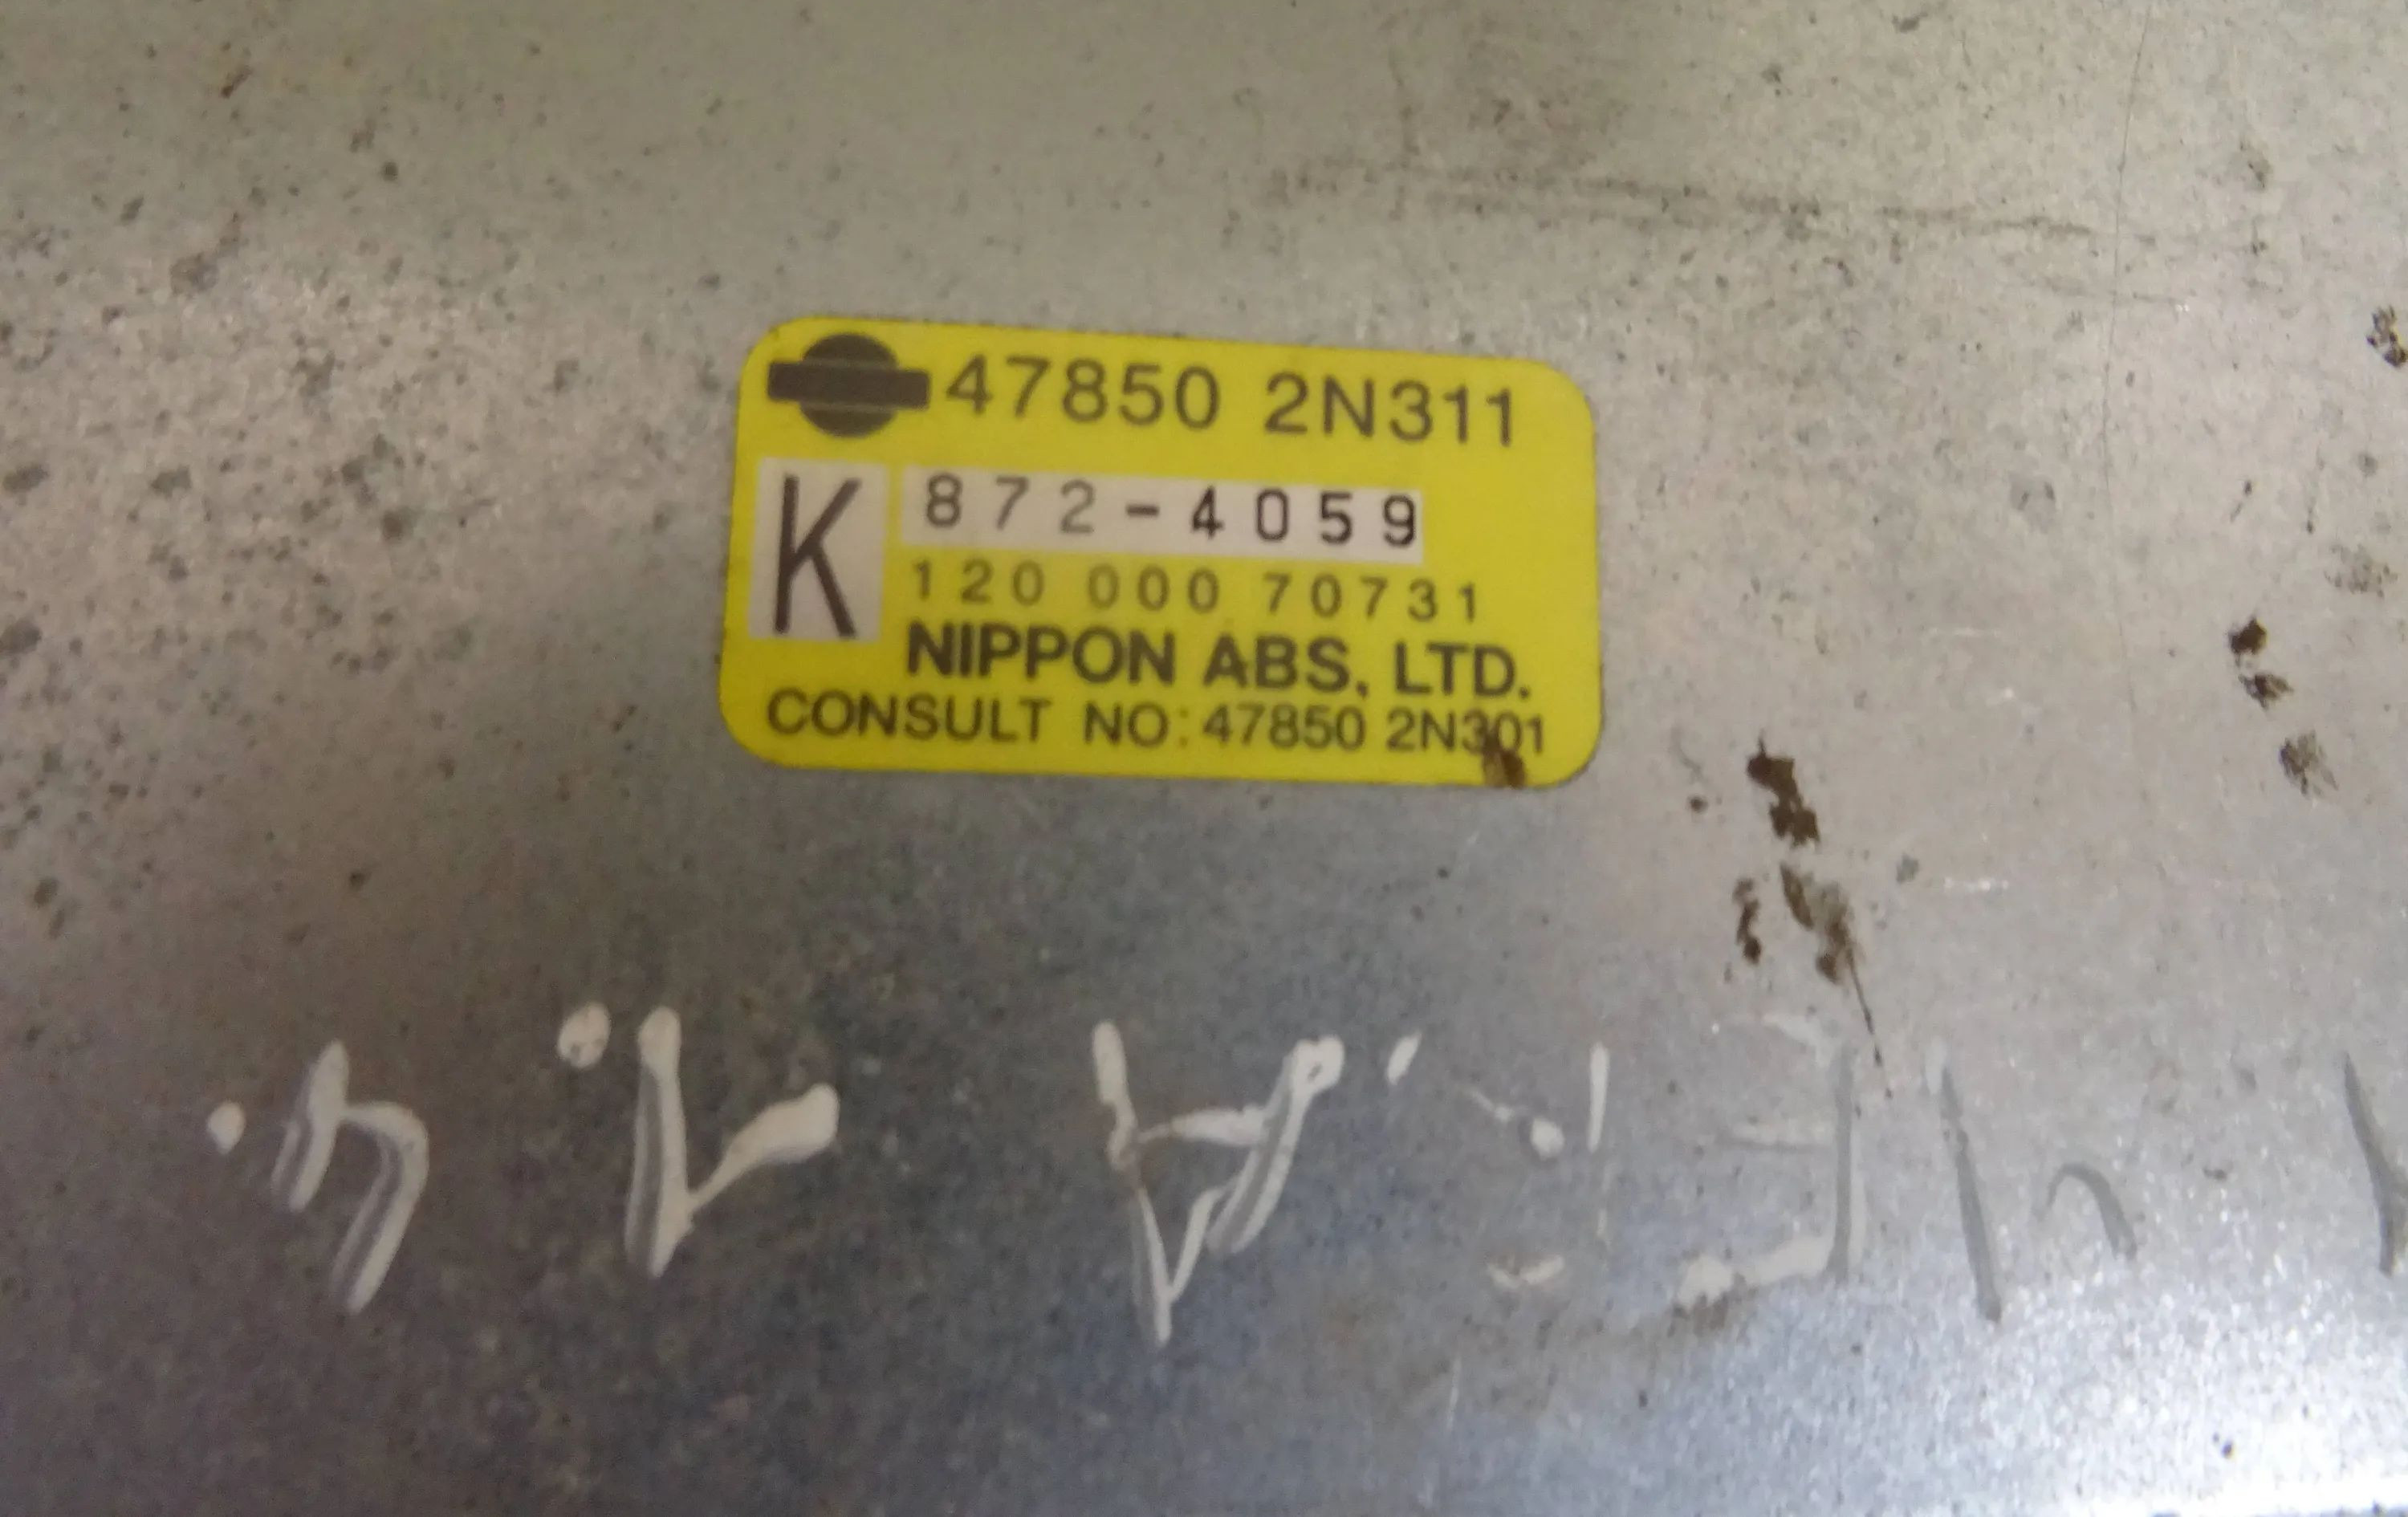 47850 2N311
K 872-4059
120 000 70731
NIPPON ABS, LTD.
CONSULT NO: 47850 2N301